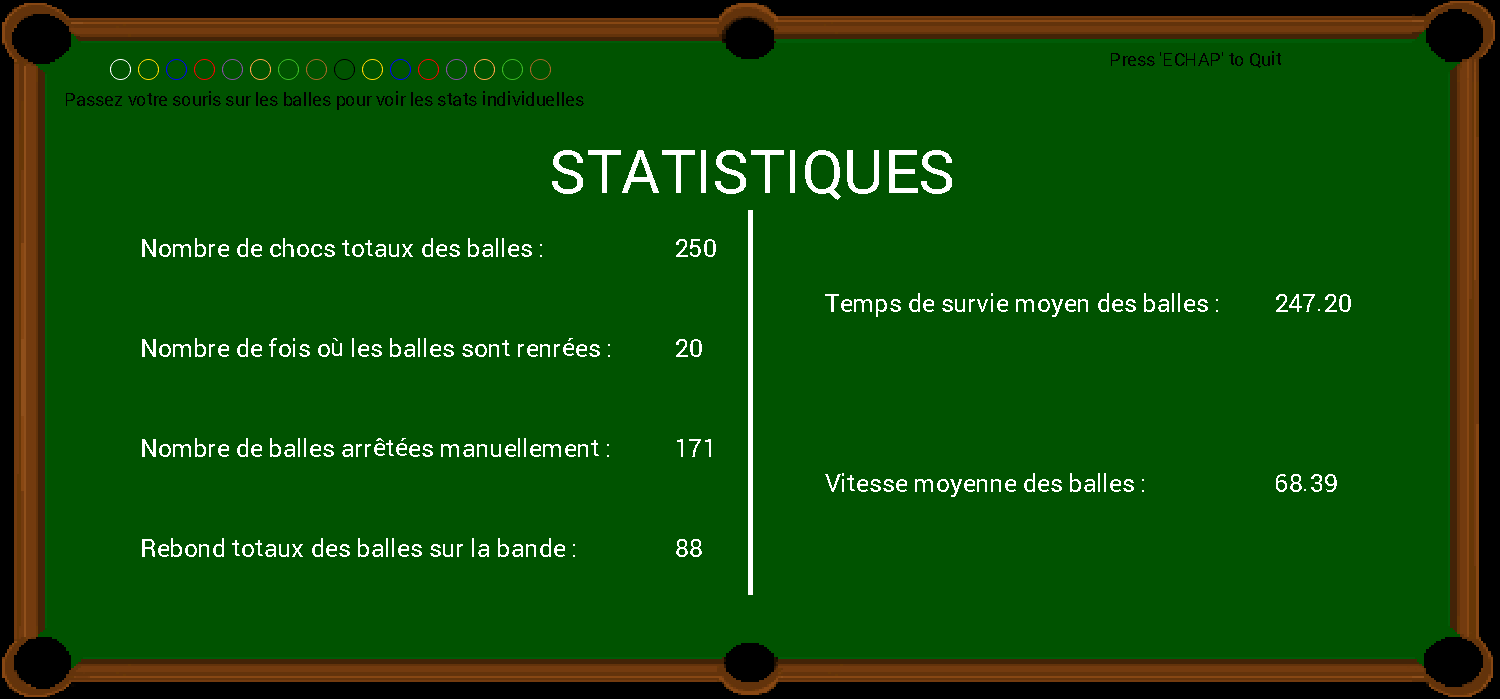 Press 'ECHAP' to Quit
Passez votre souris sur les balles pour voir les stats individuelles
STATISTIQUES
Nombre de chocs totaux des balles : 250
Nombre de fois où les balles sont renrées : 20
Nombre de balles arrêtées manuellement : 171
Rebond totaux des balles sur la bande : 88
Temps de survie moyen des balles : 247.20
Vitesse moyenne des balles : 68.39